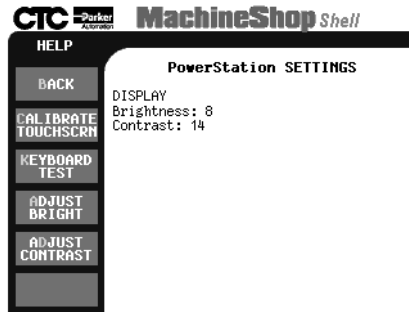 CTC Parker Automation MachineShop Shell
HELP
PowerStation SETTINGS
BACK
DISPLAY
Brightness: 8
Contrast: 14
CALIBRATE
TOUCHSCRN
KEYBOARD
TEST
ADJUST
BRIGHT
ADJUST
CONTRAST